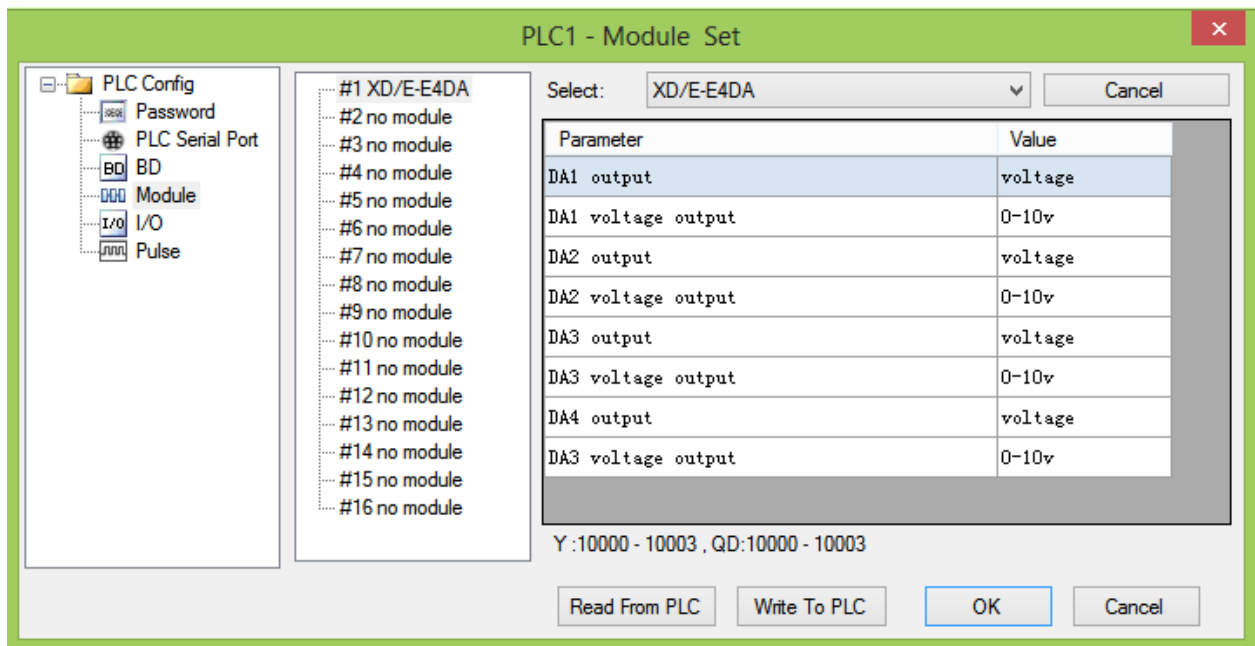 PLC1 - Module Set
PLC Config
Password
PLC Serial Port
BD BD
Module
I/O I/O
Pulse
#1 XD/E-E4DA
#2 no module
#3 no module
#4 no module
#5 no module
#6 no module
#7 no module
#8 no module
#9 no module
#10 no module
#11 no module
#12 no module
#13 no module
#14 no module
#15 no module
#16 no module
Select: XD/E-E4DA Cancel
Parameter Value
DA1 output voltage
DA1 voltage output 0-10v
DA2 output voltage
DA2 voltage output 0-10v
DA3 output voltage
DA3 voltage output 0-10v
DA4 output voltage
DA3 voltage output 0-10v
Y :10000 - 10003 , QD:10000 - 10003
Read From PLC Write To PLC OK Cancel